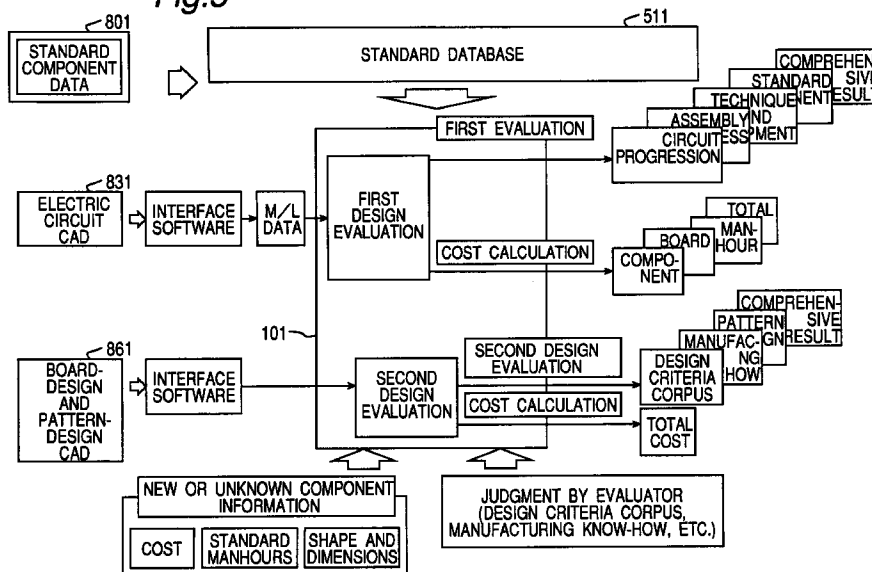 801
511
STANDARD
COMPONENT
DATA
STANDARD DATABASE
COMPREHEN-
SIVE
STANDARD
TECHNIQUE
ASSEMBLY
CIRCUIT
PROGRESSION
FIRST EVALUATION
831
ELECTRIC
CIRCUIT
CAD
INTERFACE
SOFTWARE
M/L
DATA
FIRST
DESIGN
EVALUATION
COST CALCULATION
TOTAL
MAN-
HOUR
BOARD
COMPO-
NENT
101
861
BOARD-
DESIGN
AND
PATTERN-
DESIGN
CAD
INTERFACE
SOFTWARE
SECOND
DESIGN
EVALUATION
SECOND DESIGN
EVALUATION
COST CALCULATION
COMPREHEN-
SIVE
RESULT
PATTERN
MANUFAC-
DESIGN
CRITERIA
CORPUS
TOTAL
COST
NEW OR UNKNOWN COMPONENT
INFORMATION
COST
STANDARD
MANHOURS
SHAPE AND
DIMENSIONS
JUDGMENT BY EVALUATOR
(DESIGN CRITERIA CORPUS,
MANUFACTURING KNOW-HOW, ETC.)